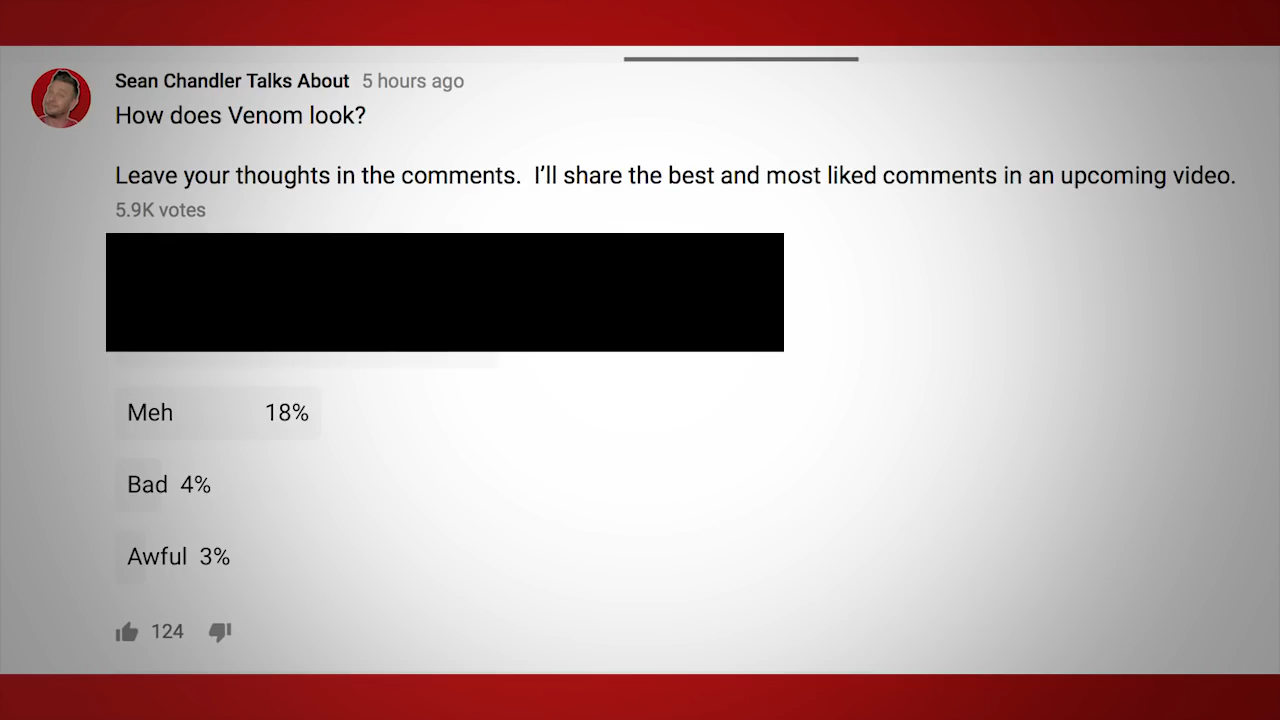 Sean Chandler Talks About 5 hours ago
How does Venom look?
Leave your thoughts in the comments. I'll share the best and most liked comments in an upcoming video.
5.9K votes
Meh 18%
Bad 4%
Awful 3%
124